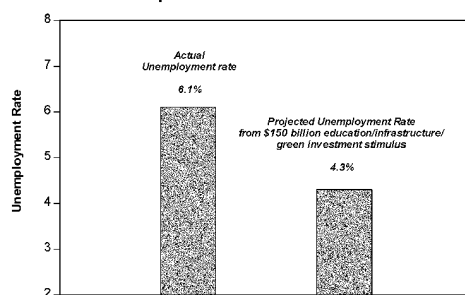 8
7
6
5
4
3
2
Unemployment Rate
Actual
Unemployment rate
6.1%
Projected Unemployment Rate
from $150 billion education/infrastructure/
green investment stimulus
4.3%